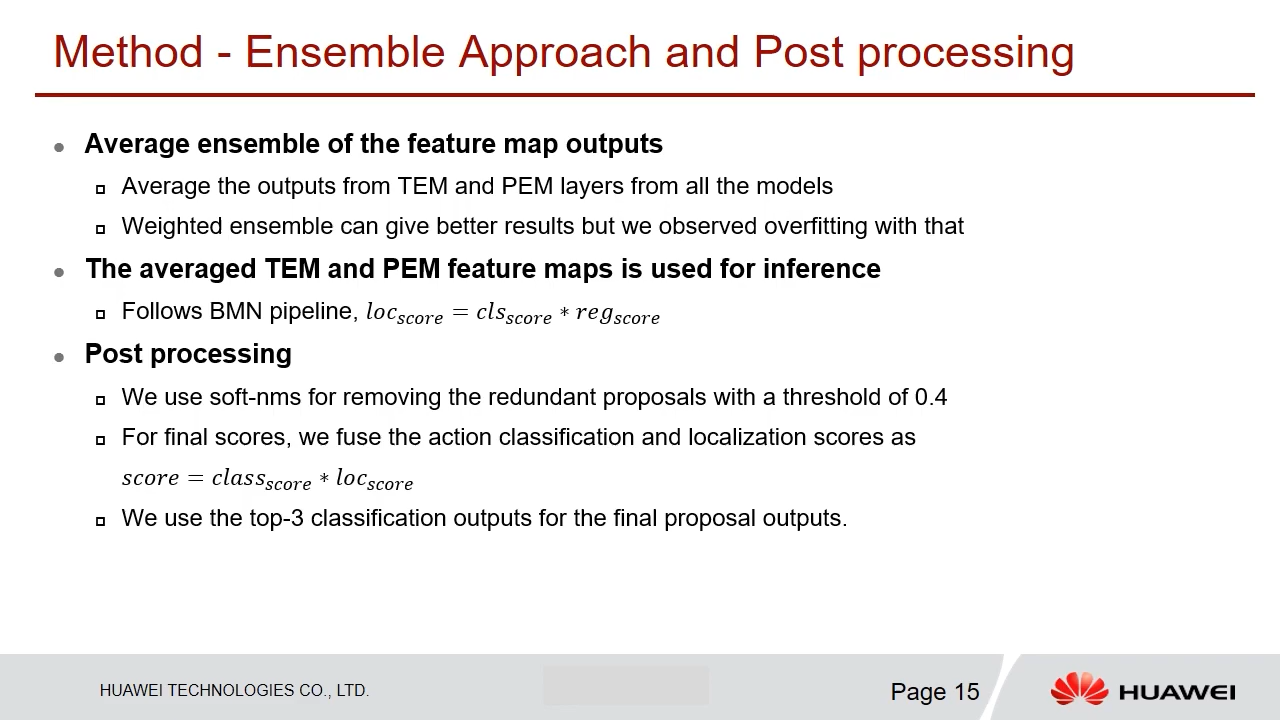 Method - Ensemble Approach and Post processing
Average ensemble of the feature map outputs
Average the outputs from TEM and PEM layers from all the models
Weighted ensemble can give better results but we observed overfitting with that
The averaged TEM and PEM feature maps is used for inference
Follows BMN pipeline, loc_score = cls_score * reg_score
Post processing
We use soft-nms for removing the redundant proposals with a threshold of 0.4
For final scores, we fuse the action classification and localization scores as
score = class_score * loc_score
We use the top-3 classification outputs for the final proposal outputs.
HUAWEI TECHNOLOGIES CO., LTD.
Page 15
HUAWEI